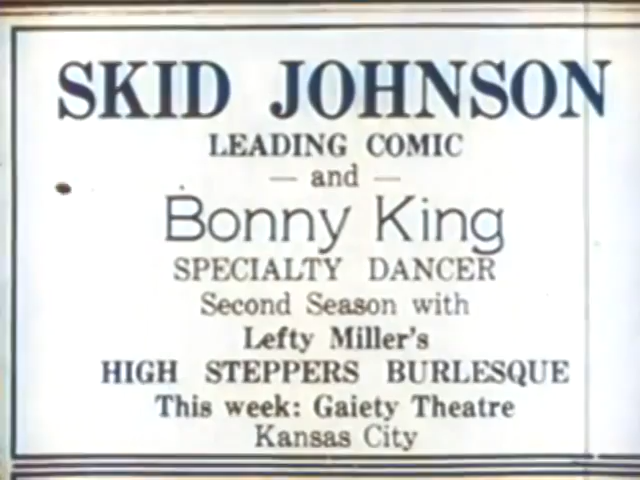 SKID JOHNSON
LEADING COMIC
— and —
Bonny King
SPECIALTY DANCER
Second Season with
Lefty Miller's
HIGH STEPPERS BURLESQUE
This week: Gaiety Theatre
Kansas City